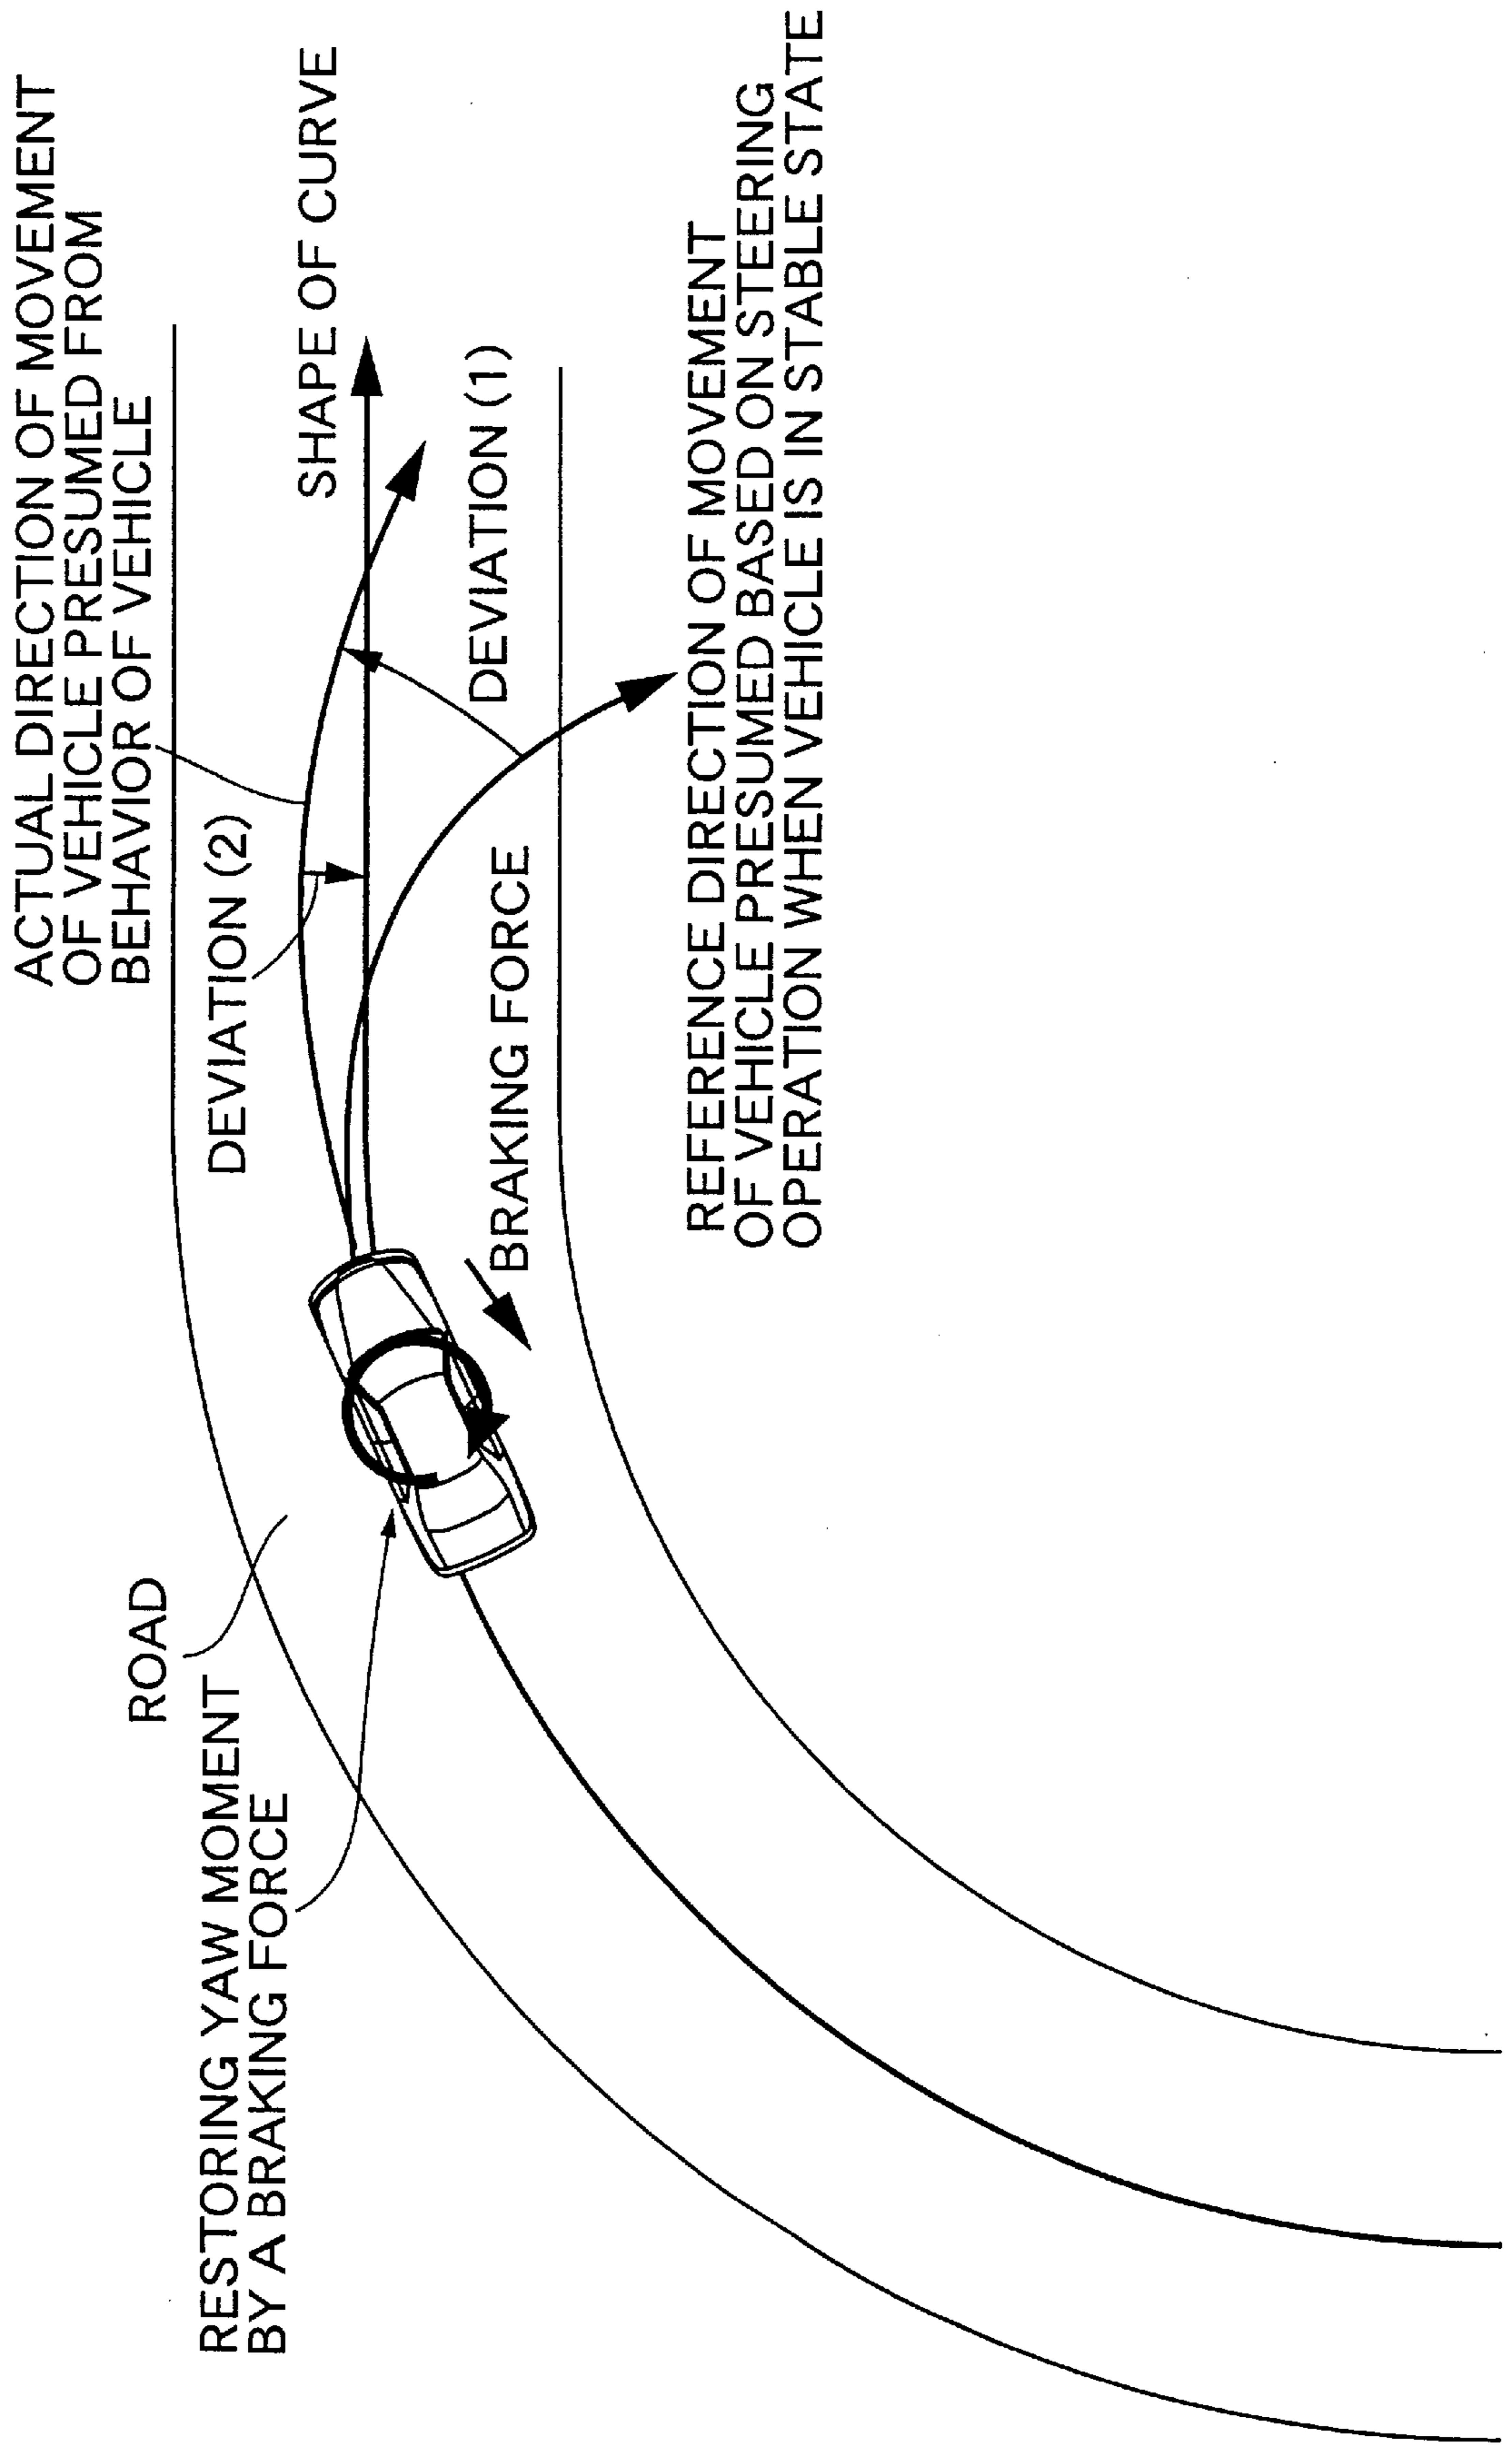 ACTUAL DIRECTION OF MOVEMENT
OF VEHICLE PRESUMED FROM
BEHAVIOR OF VEHICLE
ROAD
RESTORING YAW MOMENT
BY A BRAKING FORCE
DEVIATION (2)
SHAPE OF CURVE
DEVIATION (1)
BRAKING FORCE
REFERENCE DIRECTION OF MOVEMENT
OF VEHICLE PRESUMED BASED ON STEERING
OPERATION WHEN VEHICLE IS IN STABLE STATE